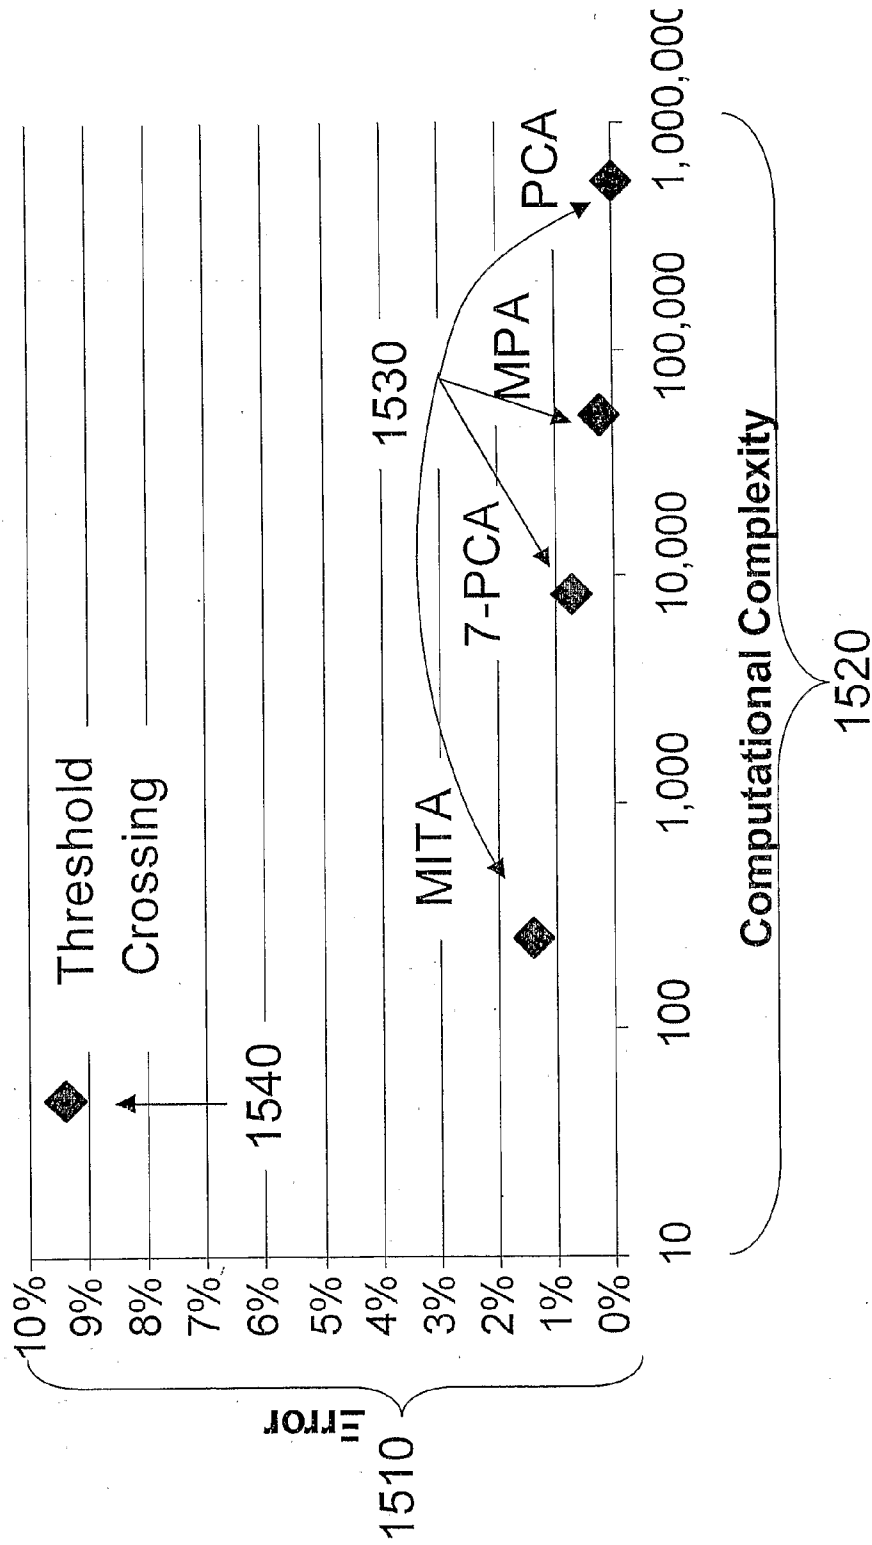 10%
9%
8%
7%
6%
5%
4%
3%
2%
1%
0%
Error
1510
Threshold
Crossing
1540
1530
MITA
7-PCA
MPA
PCA
10
100
1,000
10,000
100,000
1,000,000
Computational Complexity
1520